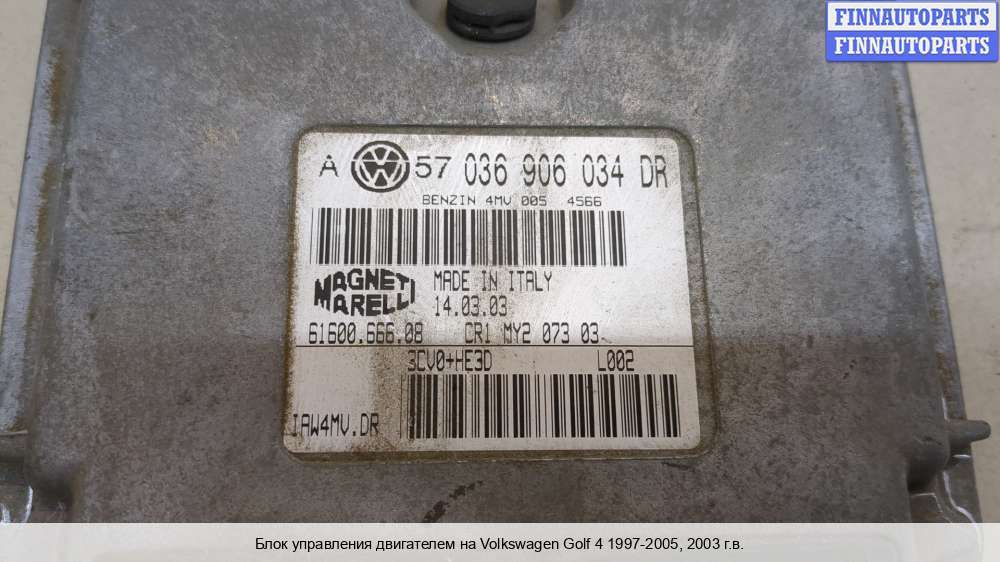 FINNAUTOPARTS
FINNAUTOPARTS
A VW 57 036 906 034 DR
BENZIN 4MV 005 4566
MAGNETI MARELLI
MADE IN ITALY
14.03.03
61600.666.08 CR1 MY2 073 03
3CV0+HE3D L002
IAW4MV.DR
Блок управления двигателем на Volkswagen Golf 4 1997-2005, 2003 г.в.